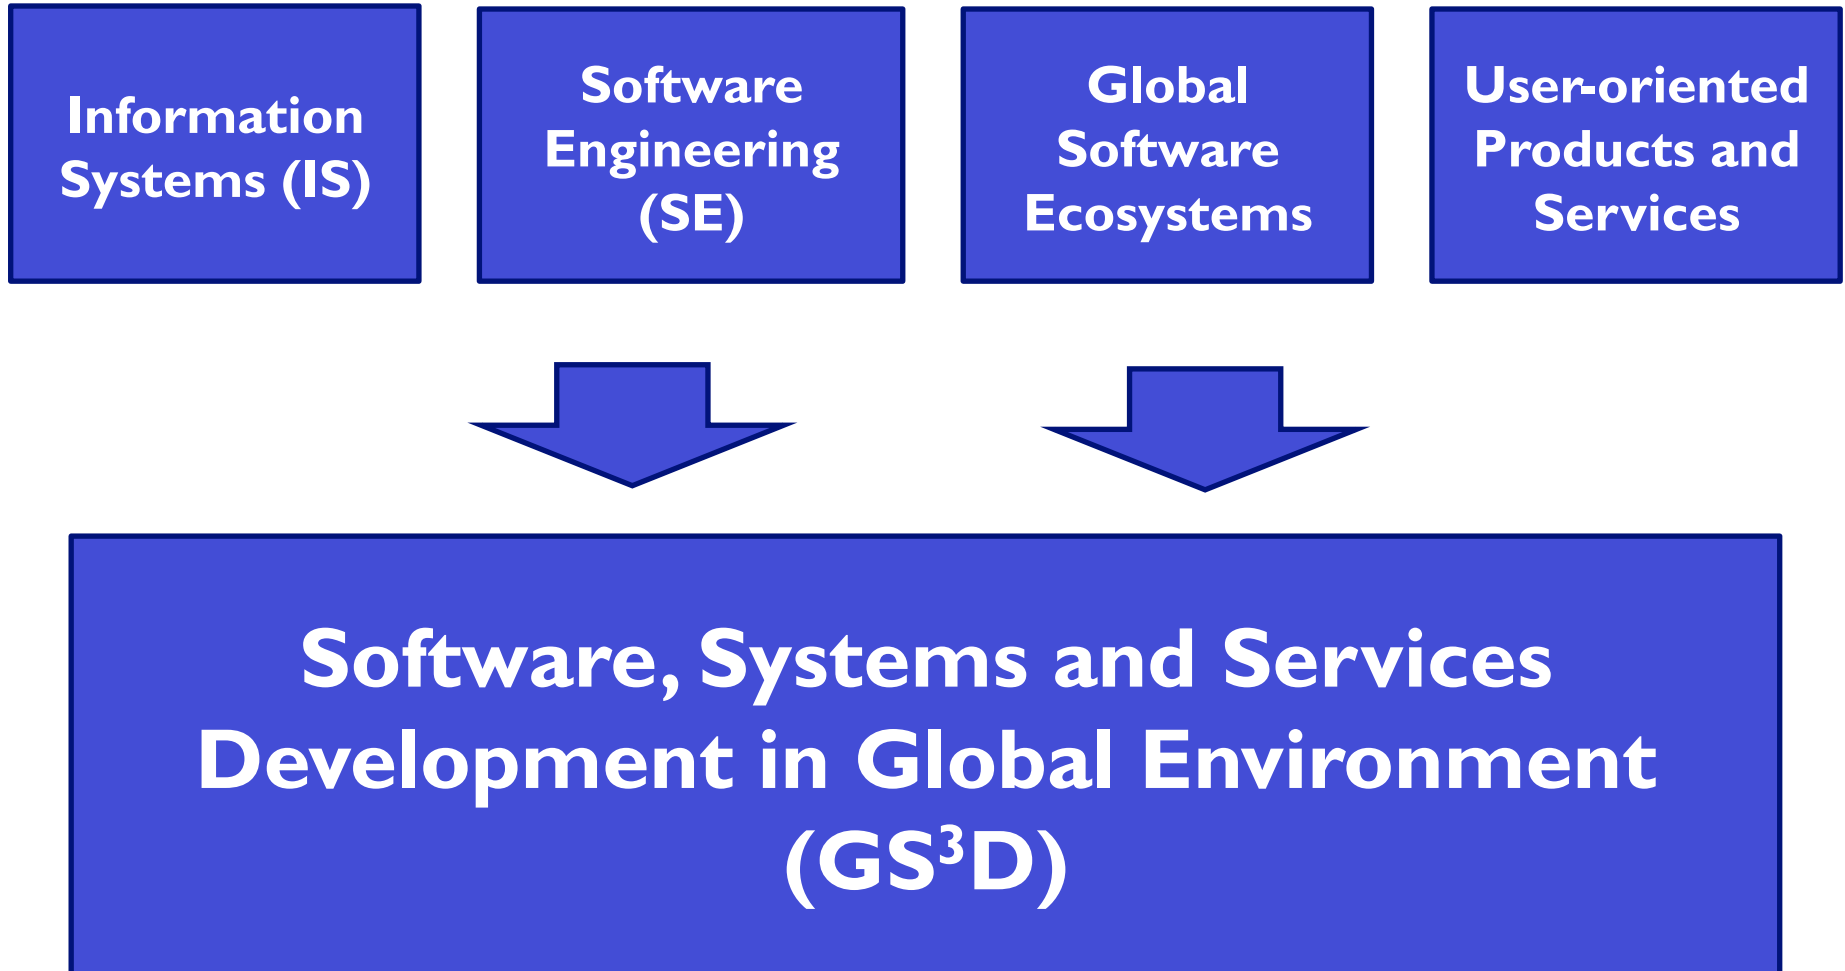 Information
Systems (IS)
Software
Engineering
(SE)
Global
Software
Ecosystems
User-oriented
Products and
Services
Software, Systems and Services
Development in Global Environment
(GS³D)